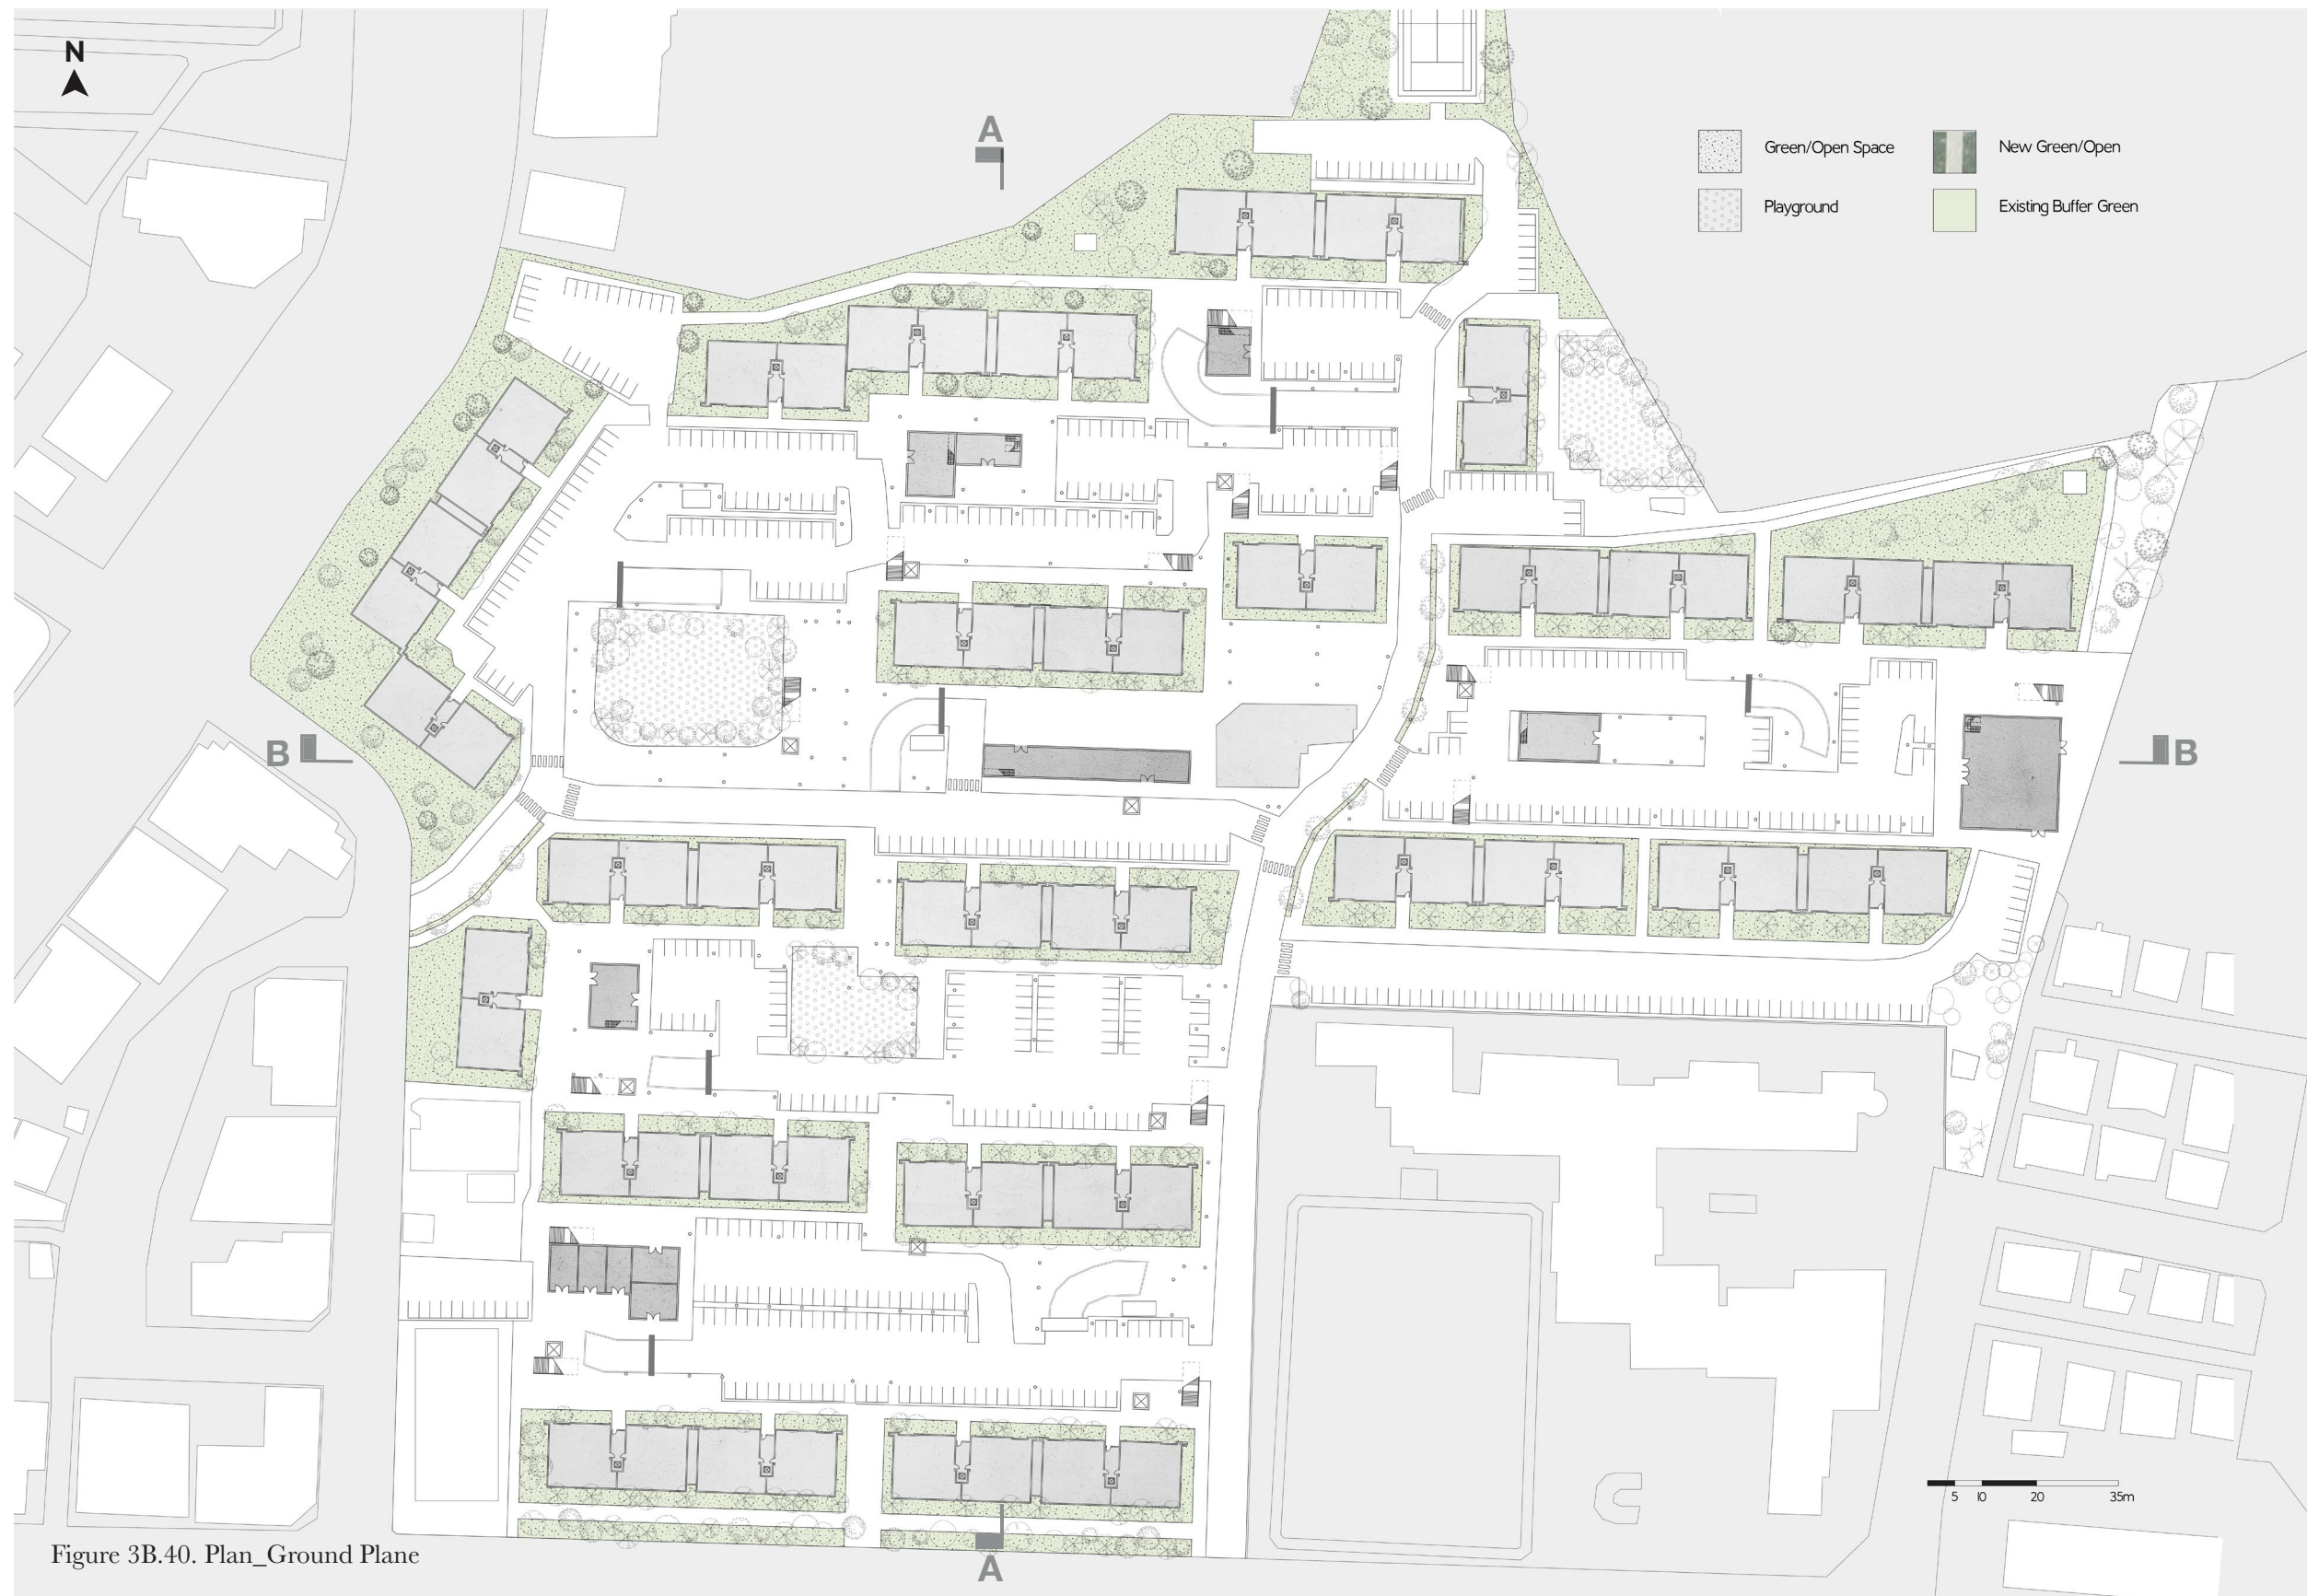 N
A
Green/Open Space
New Green/Open
Playground
Existing Buffer Green
B
B
5 10 20 35m
Figure 3B.40. Plan_Ground Plane
A